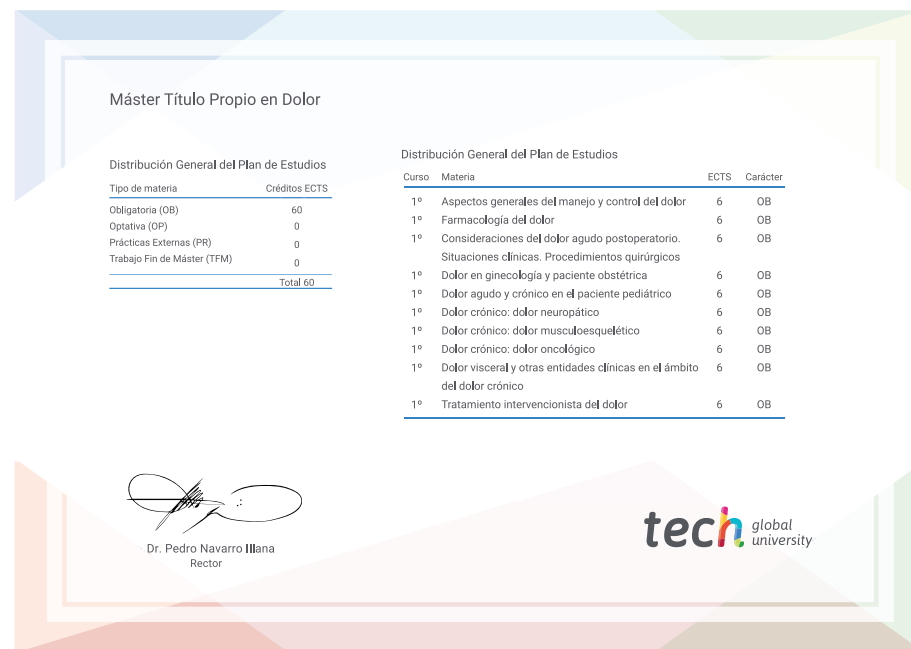 Máster Título Propio en Dolor
Distribución General del Plan de Estudios
Tipo de materia Créditos ECTS
Obligatoria (OB) 60
Optativa (OP) 0
Prácticas Externas (PR) 0
Trabajo Fin de Máster (TFM) 0
Total 60
Distribución General del Plan de Estudios
Curso Materia ECTS Carácter
1º Aspectos generales del manejo y control del dolor 6 OB
1º Farmacología del dolor 6 OB
1º Consideraciones del dolor agudo postoperatorio. 6 OB
Situaciones clínicas. Procedimientos quirúrgicos
1º Dolor en ginecología y paciente obstétrica 6 OB
1º Dolor agudo y crónico en el paciente pediátrico 6 OB
1º Dolor crónico: dolor neuropático 6 OB
1º Dolor crónico: dolor musculoesquelético 6 OB
1º Dolor crónico: dolor oncológico 6 OB
1º Dolor visceral y otras entidades clínicas en el ámbito 6 OB
del dolor crónico
1º Tratamiento intervencionista del dolor 6 OB
Dr. Pedro Navarro Illana
Rector
tech global
university